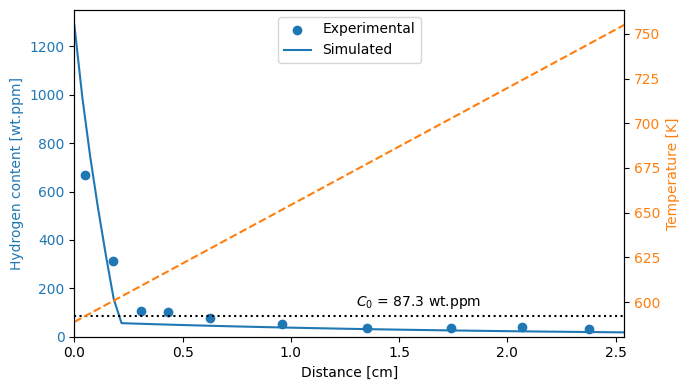 Experimental
Simulated
Hydrogen content [wt.ppm]
1200
1000
800
600
400
200
0
C₀ = 87.3 wt.ppm
750
725
700
675
650
625
600
Temperature [K]
0.0 0.5 1.0 1.5 2.0 2.5
Distance [cm]